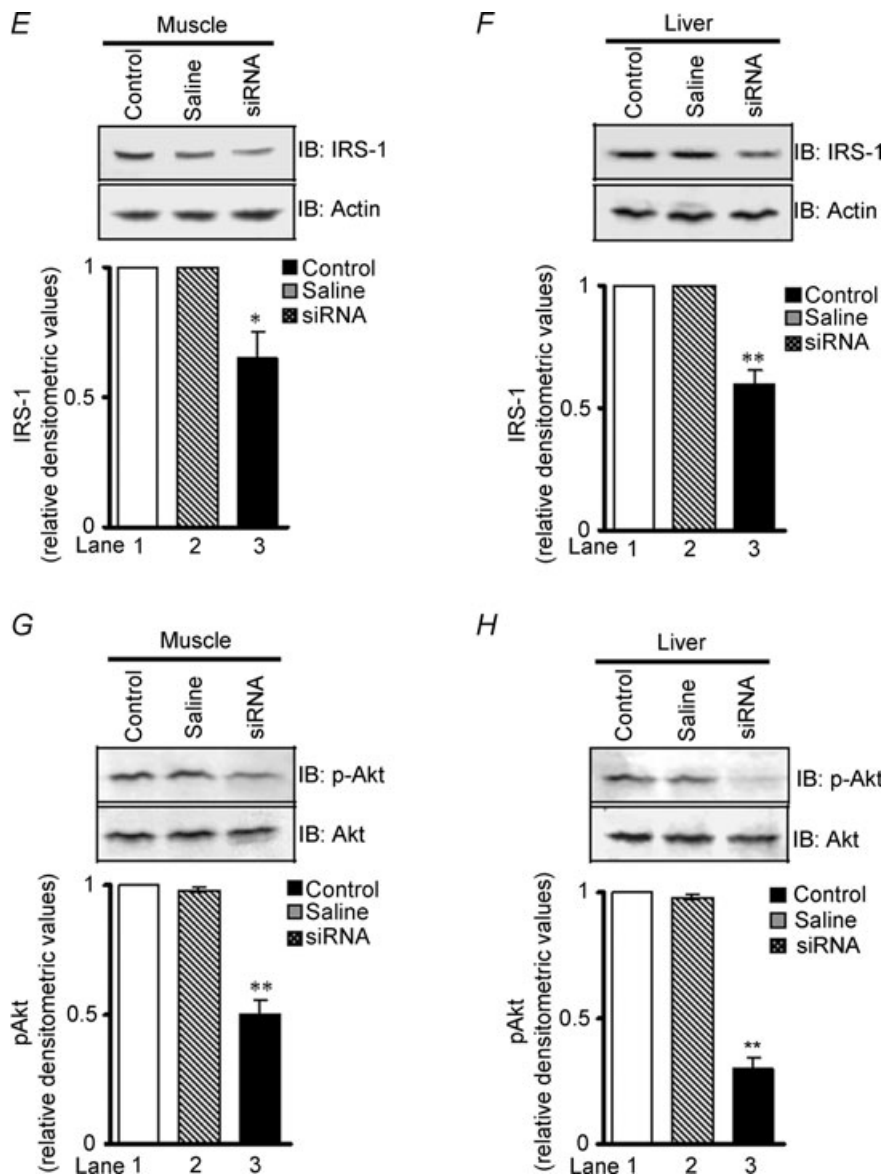 E
Muscle
Control
Saline
siRNA
IB: IRS-1
IB: Actin
IRS-1
(relative densitometric values)
1
0.5
0
*
Control
Saline
siRNA
Lane 1 2 3
F
Liver
Control
Saline
siRNA
IB: IRS-1
IB: Actin
IRS-1
(relative densitometric values)
1
0.5
0
**
Control
Saline
siRNA
Lane 1 2 3
G
Muscle
Control
Saline
siRNA
IB: p-Akt
IB: Akt
pAkt
(relative densitometric values)
1
0.5
0
**
Control
Saline
siRNA
Lane 1 2 3
H
Liver
Control
Saline
siRNA
IB: p-Akt
IB: Akt
pAkt
(relative densitometric values)
1
0.5
0
**
Control
Saline
siRNA
Lane 1 2 3